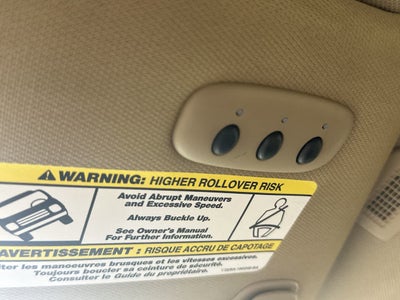 WARNING: HIGHER ROLLOVER RISK
Avoid Abrupt Maneuvers
and Excessive Speed.
Always Buckle Up.
See Owner's Manual
For Further Information.
AVERTISSEMENT : RISQUE ACCRU DE CAPOTAGE
iter les manoeuvres brusques et les vitesses excessives.
Toujours boucler sa ceinture de sécurité.
Consulter le Guide du propriétaire.